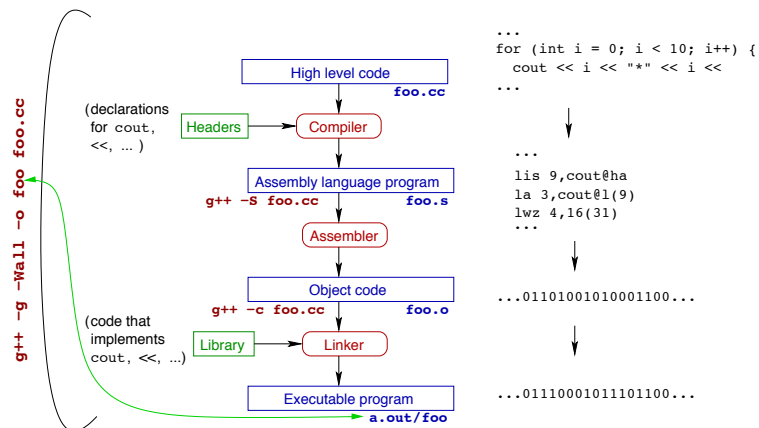 g++ -g -Wall -o foo foo.cc
High level code
foo.cc
(declarations
for cout,
<<, ... )
Headers
Compiler
Assembly language program
g++ -S foo.cc
foo.s
Assembler
Object code
g++ -c foo.cc
foo.o
(code that
implements
cout, <<, ...)
Library
Linker
Executable program
a.out/foo
...
for (int i = 0; i < 10; i++) {
cout << i << "*" << i <<
...
...
lis 9,cout@ha
la 3,cout@l(9)
lwz 4,16(31)
...
...01101001010001100...
...01110001011101100...